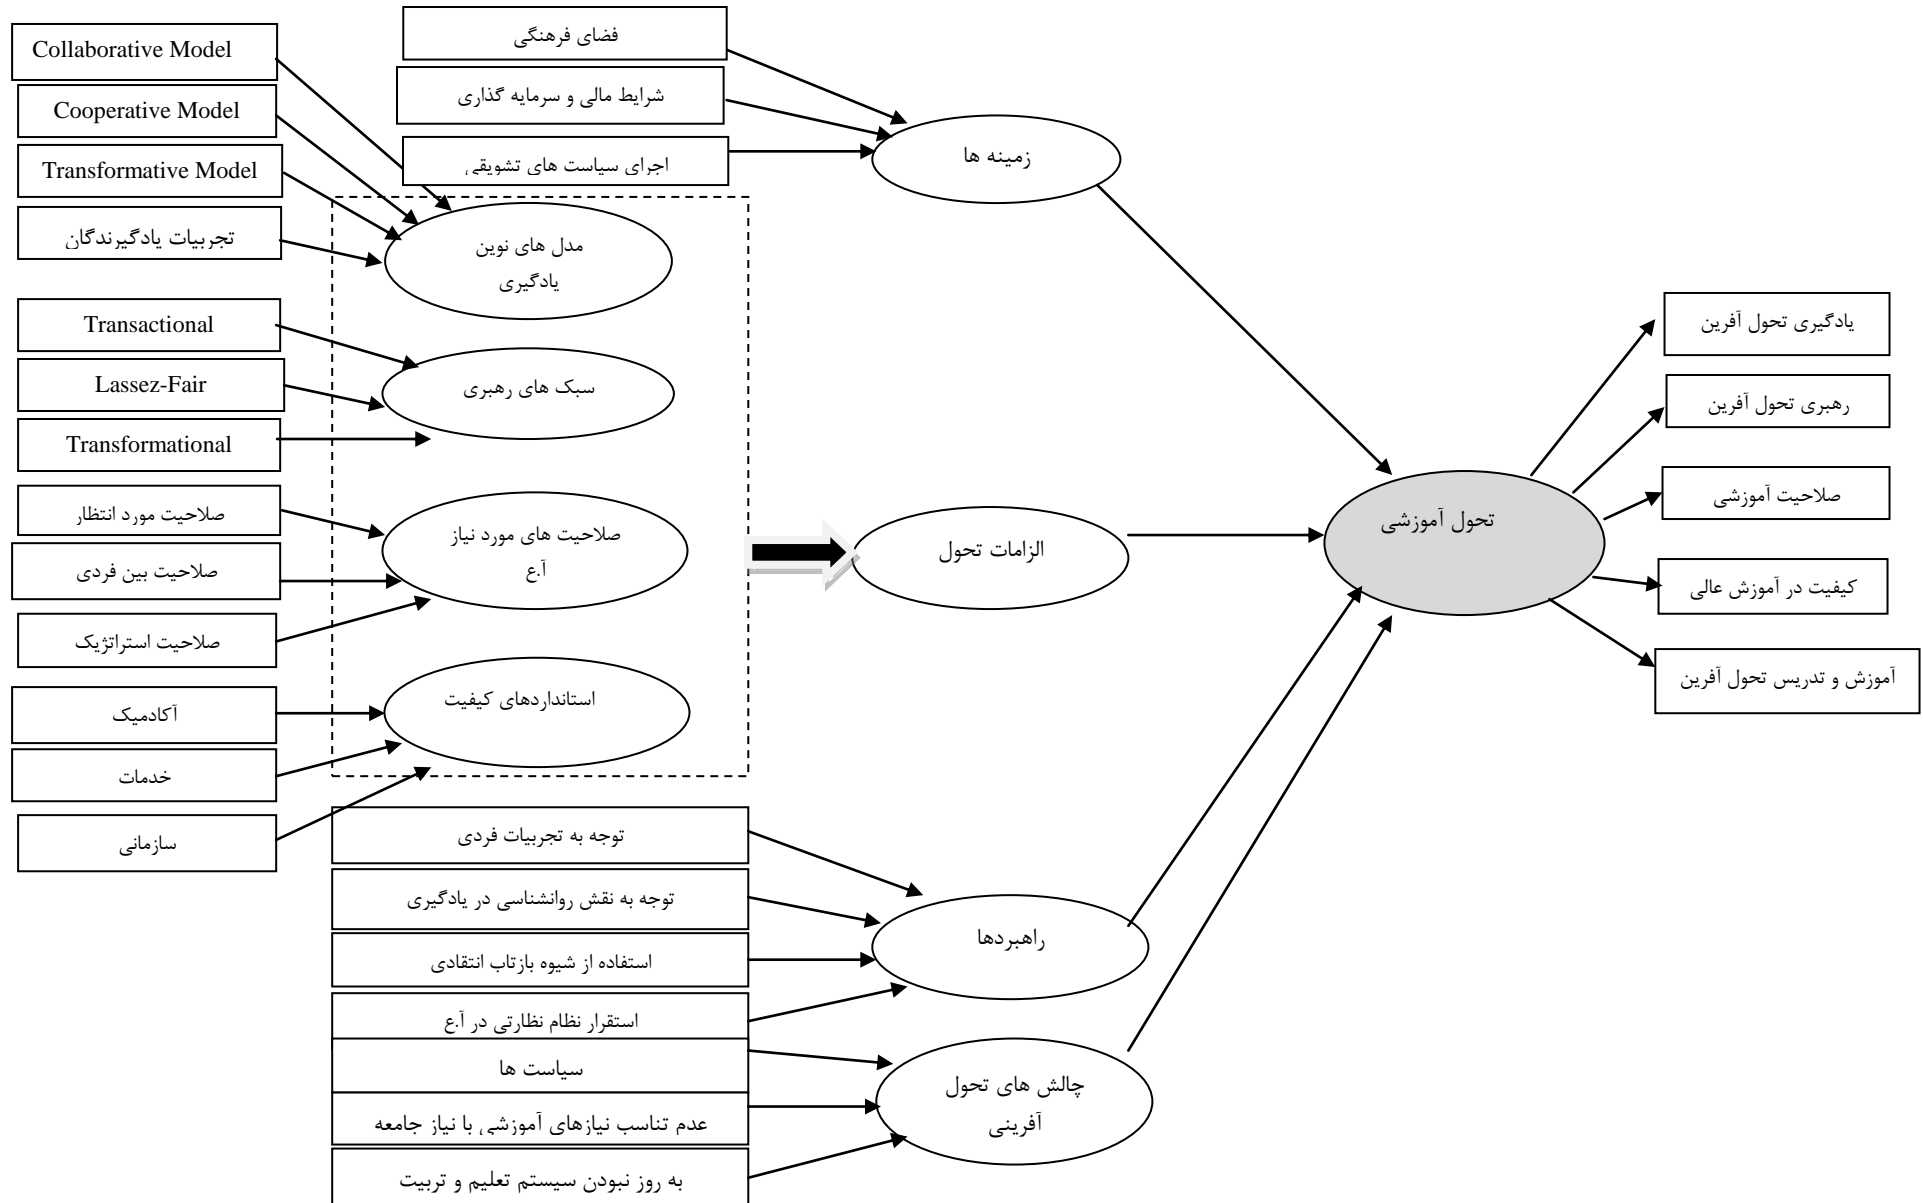 Collaborative Model
Cooperative Model
Transformative Model
تجربیات یادگیرندگان
Transactional
Lassez-Fair
Transformational
صلاحیت مورد انتظار
صلاحیت بین فردی
صلاحیت استراتژیک
آکادمیک
خدمات
سازمانی
فضای فرهنگی
شرایط مالی و سرمایه گذاری
اجرای سیاست های تشویقی
مدل های نوین
یادگیری
سبک های رهبری
صلاحیت های مورد نیاز
آ.ع
استانداردهای کیفیت
توجه به تجربیات فردی
توجه به نقش روانشناسی در یادگیری
استفاده از شیوه بازتاب انتقادی
استقرار نظام نظارتی در آ.ع
سیاست ها
عدم تناسب نیازهای آموزشی با نیاز جامعه
به روز نبودن سیستم تعلیم و تربیت
زمینه ها
الزامات تحول
راهبردها
چالش های تحول
آفرینی
تحول آموزشی
یادگیری تحول آفرین
رهبری تحول آفرین
صلاحیت آموزشی
کیفیت در آموزش عالی
آموزش و تدریس تحول آفرین